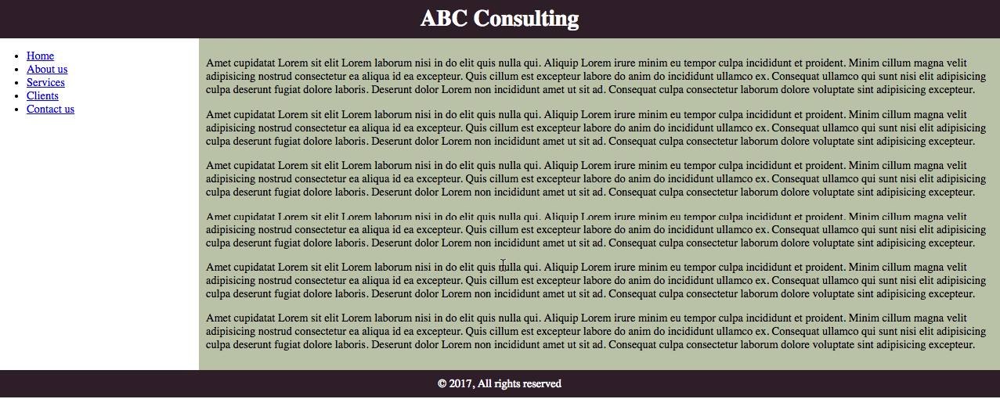 ABC Consulting
Home
About us
Services
Clients
Contact us
Amet cupidatat Lorem sit elit Lorem laborum nisi in do elit quis nulla qui. Aliquip Lorem irure minim eu tempor culpa incididunt et proident. Minim cillum magna velit
adipisicing nostrud consectetur ea aliqua id ea excepteur. Quis cillum est excepteur labore do anim do incididunt ullamco ex. Consequat ullamco qui sunt nisi elit adipisicing
culpa deserunt fugiat dolore laboris. Deserunt dolor Lorem non incididunt amet ut sit ad. Consequat culpa consectetur laborum dolore voluptate sint adipisicing excepteur.
Amet cupidatat Lorem sit elit Lorem laborum nisi in do elit quis nulla qui. Aliquip Lorem irure minim eu tempor culpa incididunt et proident. Minim cillum magna velit
adipisicing nostrud consectetur ea aliqua id ea excepteur. Quis cillum est excepteur labore do anim do incididunt ullamco ex. Consequat ullamco qui sunt nisi elit adipisicing
culpa deserunt fugiat dolore laboris. Deserunt dolor Lorem non incididunt amet ut sit ad. Consequat culpa consectetur laborum dolore voluptate sint adipisicing excepteur.
Amet cupidatat Lorem sit elit Lorem laborum nisi in do elit quis nulla qui. Aliquip Lorem irure minim eu tempor culpa incididunt et proident. Minim cillum magna velit
adipisicing nostrud consectetur ea aliqua id ea excepteur. Quis cillum est excepteur labore do anim do incididunt ullamco ex. Consequat ullamco qui sunt nisi elit adipisicing
culpa deserunt fugiat dolore laboris. Deserunt dolor Lorem non incididunt amet ut sit ad. Consequat culpa consectetur laborum dolore voluptate sint adipisicing excepteur.
Amet cupidatat Lorem sit elit Lorem laborum nisi in do elit quis nulla qui. Aliquip Lorem irure minim eu tempor culpa incididunt et proident. Minim cillum magna velit
adipisicing nostrud consectetur ea aliqua id ea excepteur. Quis cillum est excepteur labore do anim do incididunt ullamco ex. Consequat ullamco qui sunt nisi elit adipisicing
culpa deserunt fugiat dolore laboris. Deserunt dolor Lorem non incididunt amet ut sit ad. Consequat culpa consectetur laborum dolore voluptate sint adipisicing excepteur.
Amet cupidatat Lorem sit elit Lorem laborum nisi in do elit quis nulla qui. Aliquip Lorem irure minim eu tempor culpa incididunt et proident. Minim cillum magna velit
adipisicing nostrud consectetur ea aliqua id ea excepteur. Quis cillum est excepteur labore do anim do incididunt ullamco ex. Consequat ullamco qui sunt nisi elit adipisicing
culpa deserunt fugiat dolore laboris. Deserunt dolor Lorem non incididunt amet ut sit ad. Consequat culpa consectetur laborum dolore voluptate sint adipisicing excepteur.
Amet cupidatat Lorem sit elit Lorem laborum nisi in do elit quis nulla qui. Aliquip Lorem irure minim eu tempor culpa incididunt et proident. Minim cillum magna velit
adipisicing nostrud consectetur ea aliqua id ea excepteur. Quis cillum est excepteur labore do anim do incididunt ullamco ex. Consequat ullamco qui sunt nisi elit adipisicing
culpa deserunt fugiat dolore laboris. Deserunt dolor Lorem non incididunt amet ut sit ad. Consequat culpa consectetur laborum dolore voluptate sint adipisicing excepteur.
© 2017, All rights reserved